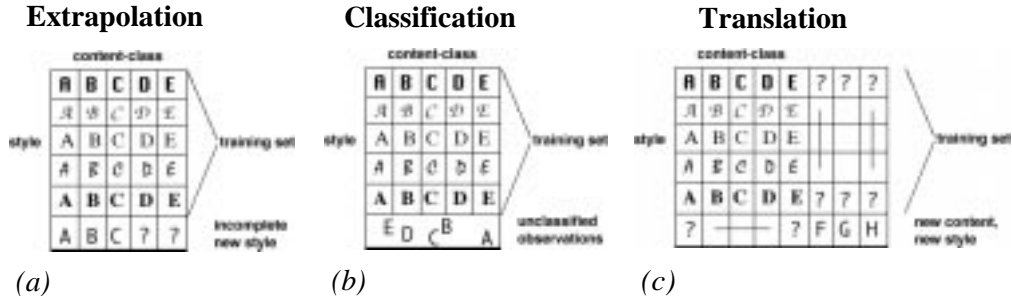 Extrapolation Classification Translation
content-class content-class content-class
A B C D E A B C D E A B C D E ? ? ?
A B C D E A B C D E A B C D E
style A B C D E training set style A B C D E training set style A B C D E training set
A B C D E A B C D E A B C D E
A B C D E A B C D E A B C D E ? ? ?
A B C ? ? incomplete new style E D C B A unclassified observations ? ? F G H new content, new style
(a) (b) (c)